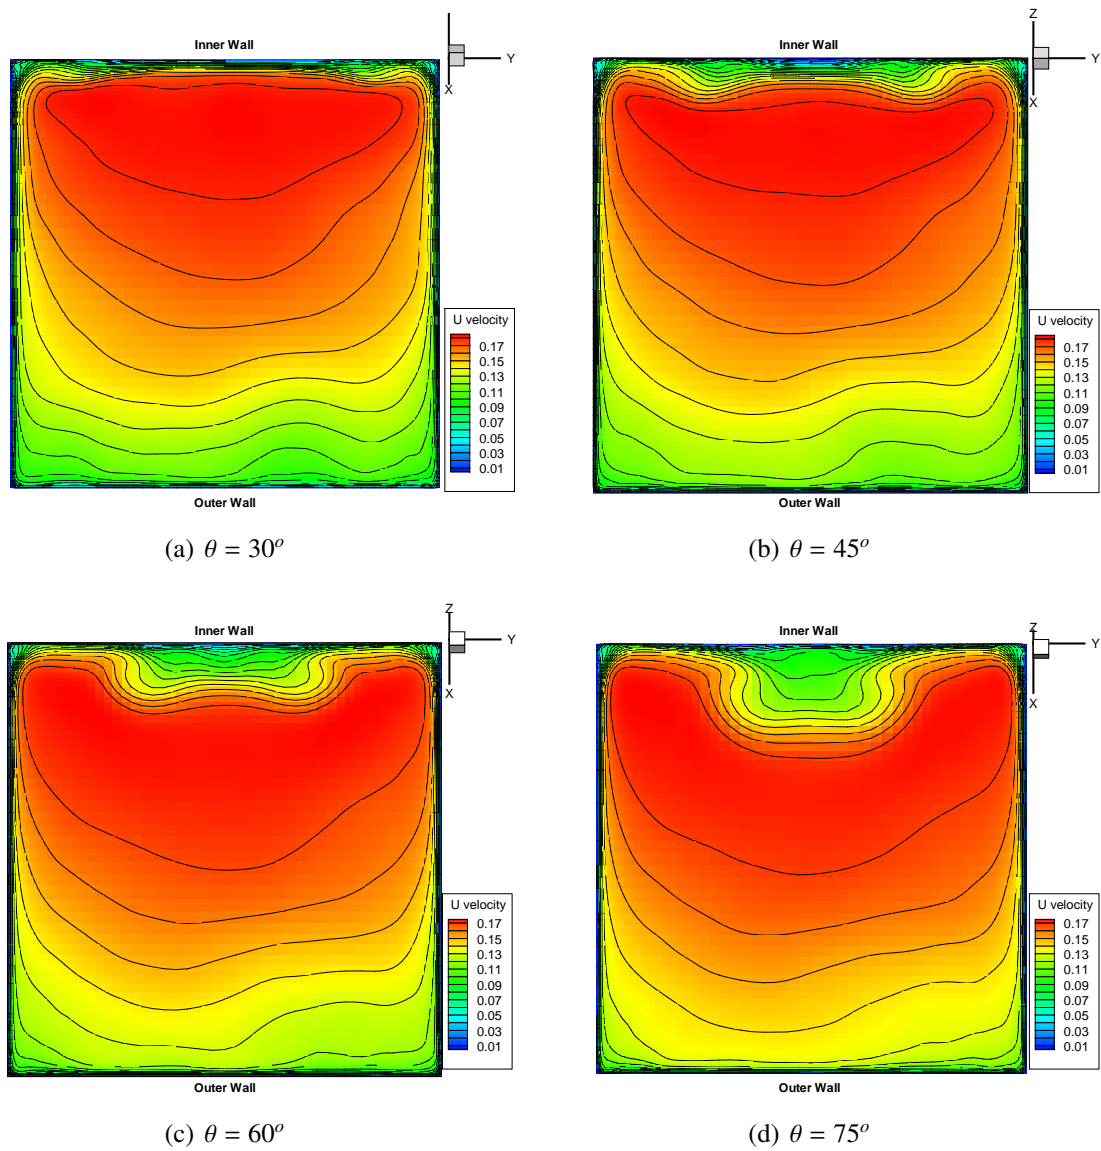 Inner Wall
Y
X
U velocity
0.17
0.15
0.13
0.11
0.09
0.07
0.05
0.03
0.01
Outer Wall
(a) θ = 30º
Z
Inner Wall
Y
X
U velocity
0.17
0.15
0.13
0.11
0.09
0.07
0.05
0.03
0.01
Outer Wall
(b) θ = 45º
Z
Inner Wall
Y
X
U velocity
0.17
0.15
0.13
0.11
0.09
0.07
0.05
0.03
0.01
Outer Wall
(c) θ = 60º
Z
Inner Wall
Y
X
U velocity
0.17
0.15
0.13
0.11
0.09
0.07
0.05
0.03
0.01
Outer Wall
(d) θ = 75º